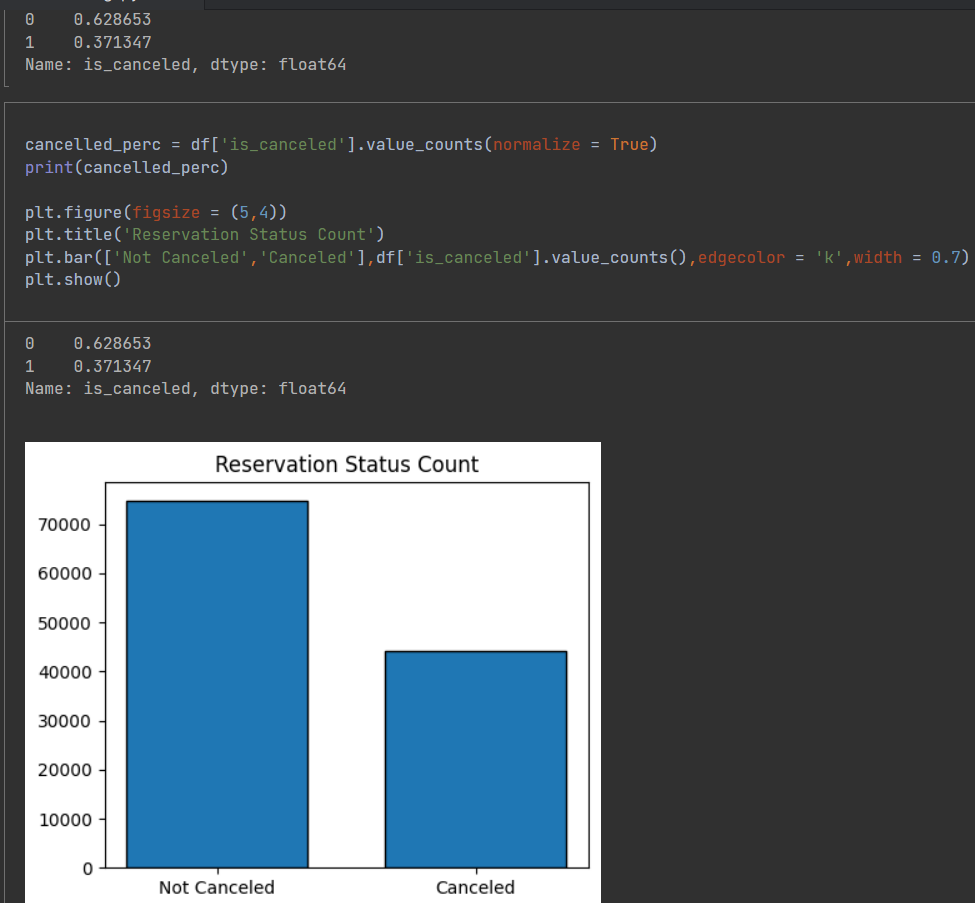 0    0.628653
1    0.371347
Name: is_canceled, dtype: float64
cancelled_perc = df['is_canceled'].value_counts(normalize = True)
print(cancelled_perc)
plt.figure(figsize = (5,4))
plt.title('Reservation Status Count')
plt.bar(['Not Canceled','Canceled'],df['is_canceled'].value_counts(),edgecolor = 'k',width = 0.7)
plt.show()
0    0.628653
1    0.371347
Name: is_canceled, dtype: float64
Reservation Status Count
70000
60000
50000
40000
30000
20000
10000
0
Not Canceled Canceled